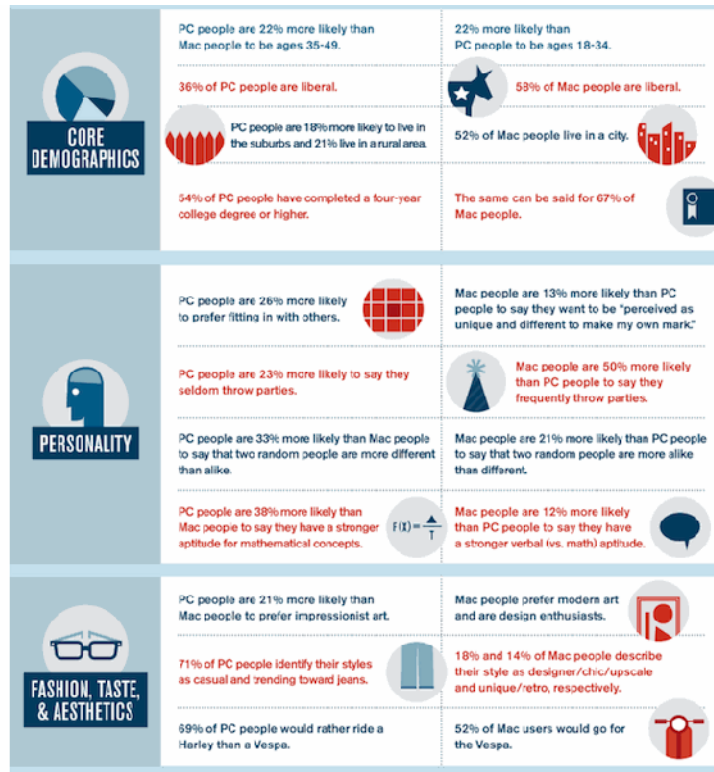 PC people are 22% more likely than
Mac people to be ages 35-49.
22% more likely than
PC people to be ages 18-34.
36% of PC people are liberal.
58% of Mac people are liberal.
CORE
DEMOGRAPHICS
PC people are 18% more likely to live in
the suburbs and 21% live in a rural area.
52% of Mac people live in a city.
54% of PC people have completed a four-year
college degree or higher.
The same can be said for 67% of
Mac people.
PERSONALITY
PC people are 26% more likely
to prefer fitting in with others.
Mac people are 13% more likely than PC
people to say they want to be "perceived as
unique and different to make my own mark."
PC people are 23% more likely to say they
seldom throw parties.
Mac people are 50% more likely
than PC people to say they
frequently throw parties.
PC people are 33% more likely than Mac people
to say that two random people are more different
than alike.
Mac people are 21% more likely than PC people
to say that two random people are more alike
than different.
PC people are 38% more likely than
Mac people to say they have a stronger
aptitude for mathematical concepts.
F(X)=▲/T
Mac people are 12% more likely
than PC people to say they have
a stronger verbal (vs. math) aptitude.
FASHION, TASTE,
& AESTHETICS
PC people are 21% more likely than
Mac people to prefer impressionist art.
Mac people prefer modern art
and are design enthusiasts.
71% of PC people identify their styles
as casual and trending toward jeans.
18% and 14% of Mac people describe
their style as designer/chic/upscale
and unique/retro, respectively.
69% of PC people would rather ride a
Harley than a Vespa.
52% of Mac users would go for
the Vespa.